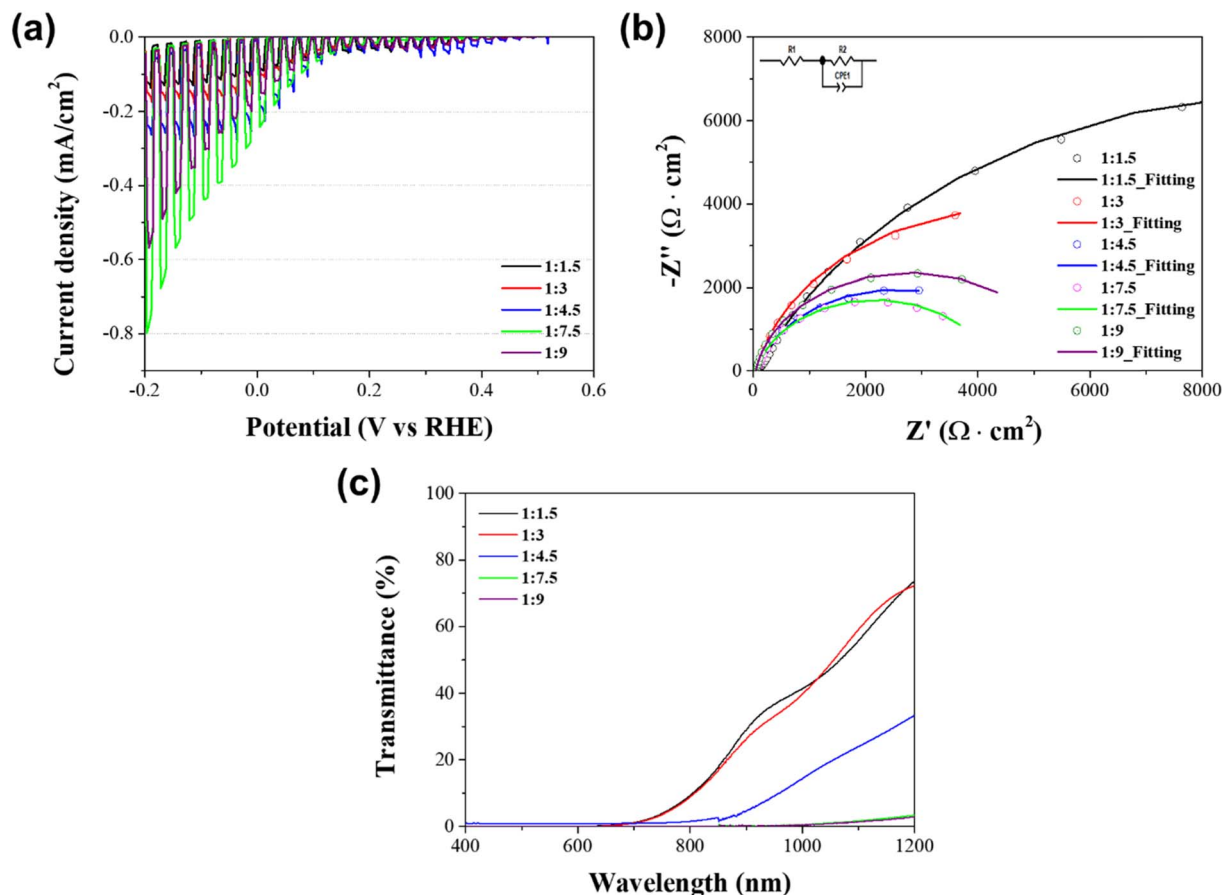 (a)
0.0
-0.2
-0.4
-0.6
-0.8
Current density (mA/cm²)
1:1.5
1:3
1:4.5
1:7.5
1:9
-0.2 0.0 0.2 0.4 0.6
Potential (V vs RHE)
(b)
8000
6000
4000
2000
0
-Z'' (Ω · cm²)
R1 R2
CPE1
1:1.5
1:1.5_Fitting
1:3
1:3_Fitting
1:4.5
1:4.5_Fitting
1:7.5
1:7.5_Fitting
1:9
1:9_Fitting
0 2000 4000 6000 8000
Z' (Ω · cm²)
(c)
100
80
60
40
20
0
Transmittance (%)
1:1.5
1:3
1:4.5
1:7.5
1:9
400 600 800 1000 1200
Wavelength (nm)